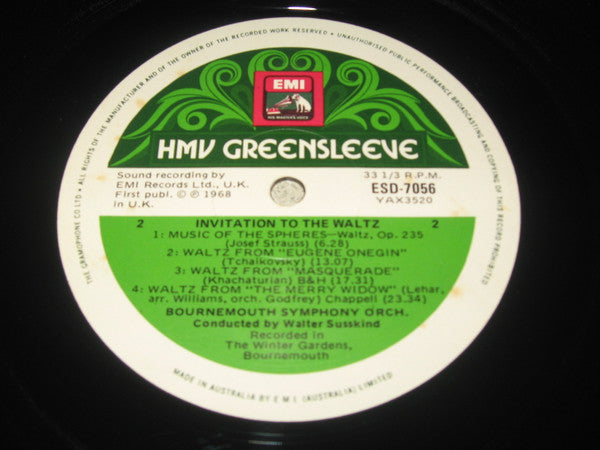 THE GRAMOPHONE CO LTD • ALL RIGHTS OF THE MANUFACTURER AND OF THE OWNER OF THE RECORDED WORK RESERVED • UNAUTHORISED PUBLIC PERFORMANCE BROADCASTING AND COPYING OF THIS RECORD PROHIBITED
EMI
HIS MASTER'S VOICE
HMV GREENSLEEVE
Sound recording by
EMI Records Ltd., U.K.
First publ. © ℗ 1968
in U.K.
33 1/3 R.P.M.
ESD-7056
YAX3520
2 INVITATION TO THE WALTZ 2
1: MUSIC OF THE SPHERES—Waltz, Op. 235
(Josef Strauss) (6.28)
2: WALTZ FROM "EUGENE ONEGIN"
(Tchaikovsky) (13.07)
3: WALTZ FROM "MASQUERADE"
(Khachaturian) B&H (17.31)
4: WALTZ FROM "THE MERRY WIDOW" (Lehar,
arr. Williams, orch. Godfrey) Chappell (23.34)
BOURNEMOUTH SYMPHONY ORCH.
Conducted by Walter Susskind
Recorded in
The Winter Gardens,
Bournemouth
MADE IN AUSTRALIA BY E M I (AUSTRALIA) LIMITED